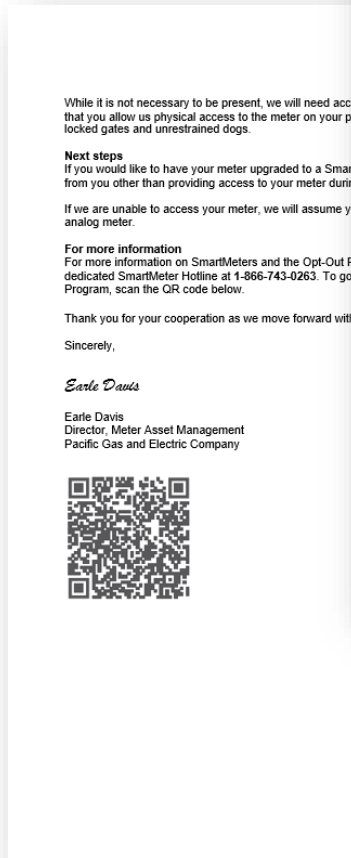 While it is not necessary to be present, we will need acc
that you allow us physical access to the meter on your p
locked gates and unrestrained dogs.
Next steps
If you would like to have your meter upgraded to a Smar
from you other than providing access to your meter duri
If we are unable to access your meter, we will assume y
analog meter.
For more information
For more information on SmartMeters and the Opt-Out P
dedicated SmartMeter Hotline at 1-866-743-0263. To go
Program, scan the QR code below.
Thank you for your cooperation as we move forward with
Sincerely,
Earle Davis
Earle Davis
Director, Meter Asset Management
Pacific Gas and Electric Company